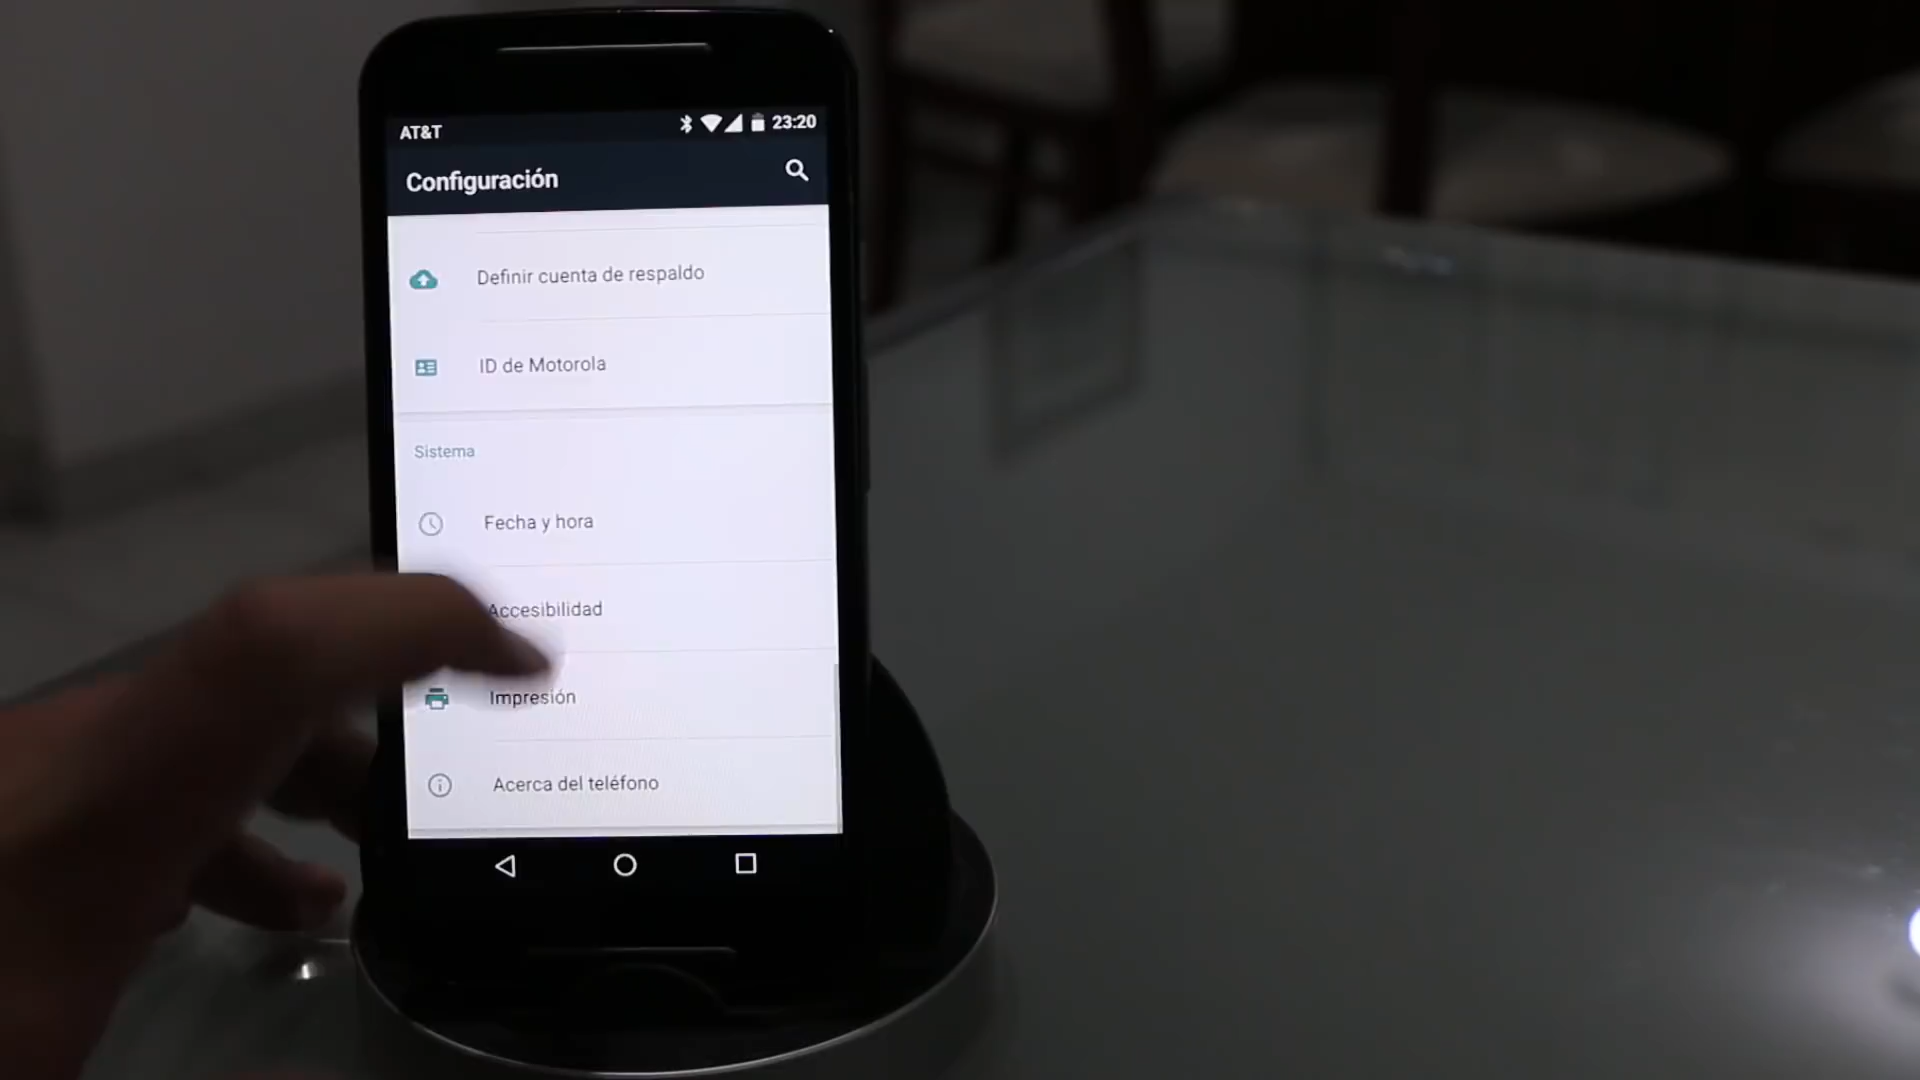 AT&T 23:20
Configuración
Definir cuenta de respaldo
ID de Motorola
Sistema
Fecha y hora
Accesibilidad
Impresión
Acerca del teléfono